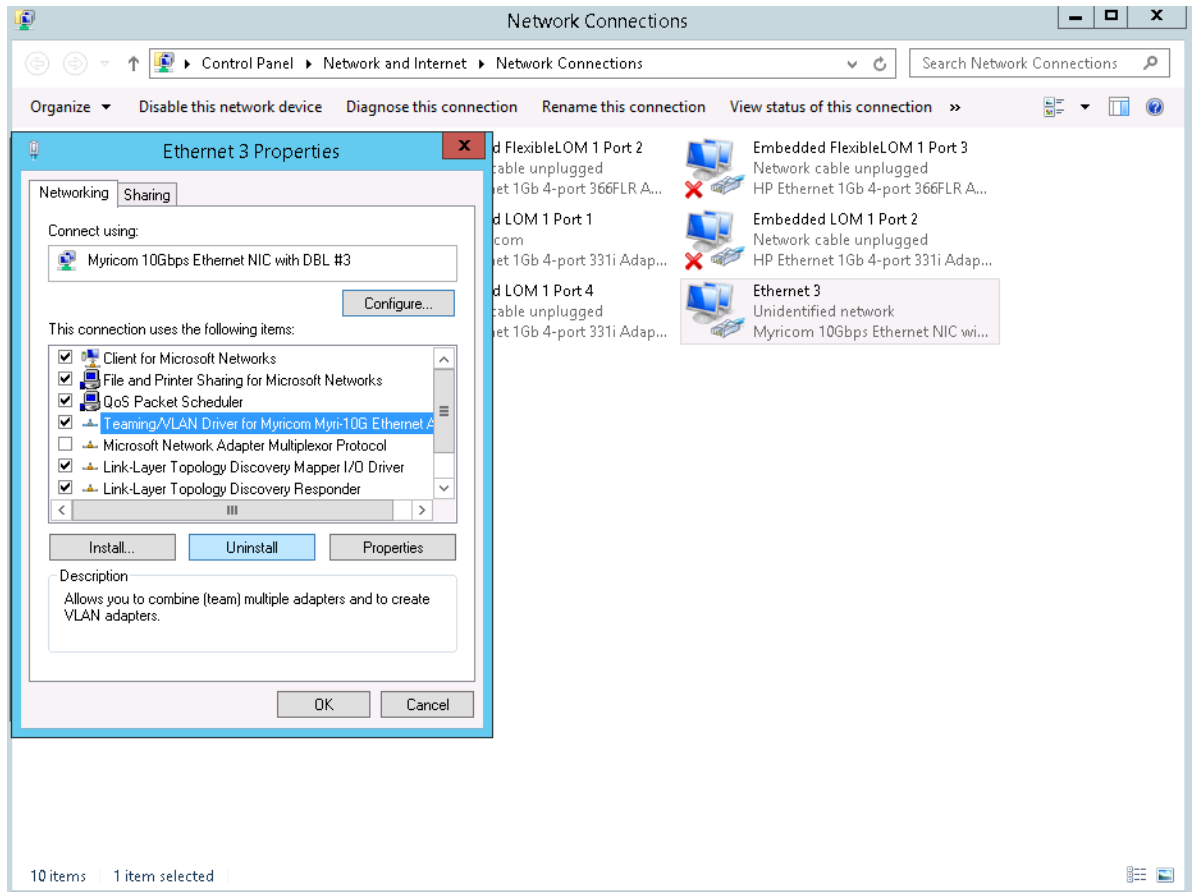 Network Connections
Control Panel Network and Internet Network Connections
Search Network Connections
Organize Disable this network device Diagnose this connection Rename this connection View status of this connection »
Ethernet 3 Properties
Networking
Sharing
Connect using:
Myricom 10Gbps Ethernet NIC with DBL #3
Configure...
This connection uses the following items:
Client for Microsoft Networks
File and Printer Sharing for Microsoft Networks
QoS Packet Scheduler
Teaming/VLAN Driver for Myricom Myri-10G Ethernet A
Microsoft Network Adapter Multiplexor Protocol
Link-Layer Topology Discovery Mapper I/O Driver
Link-Layer Topology Discovery Responder
Install...
Uninstall
Properties
Description
Allows you to combine (team) multiple adapters and to create
VLAN adapters.
OK
Cancel
d FlexibleLOM 1 Port 2
cable unplugged
et 1Gb 4-port 366FLR A...
d LOM 1 Port 1
com
et 1Gb 4-port 331i Adap...
d LOM 1 Port 4
cable unplugged
et 1Gb 4-port 331i Adap...
Embedded FlexibleLOM 1 Port 3
Network cable unplugged
HP Ethernet 1Gb 4-port 366FLR A...
Embedded LOM 1 Port 2
Network cable unplugged
HP Ethernet 1Gb 4-port 331i Adap...
Ethernet 3
Unidentified network
Myricom 10Gbps Ethernet NIC wi...
10 items 1 item selected